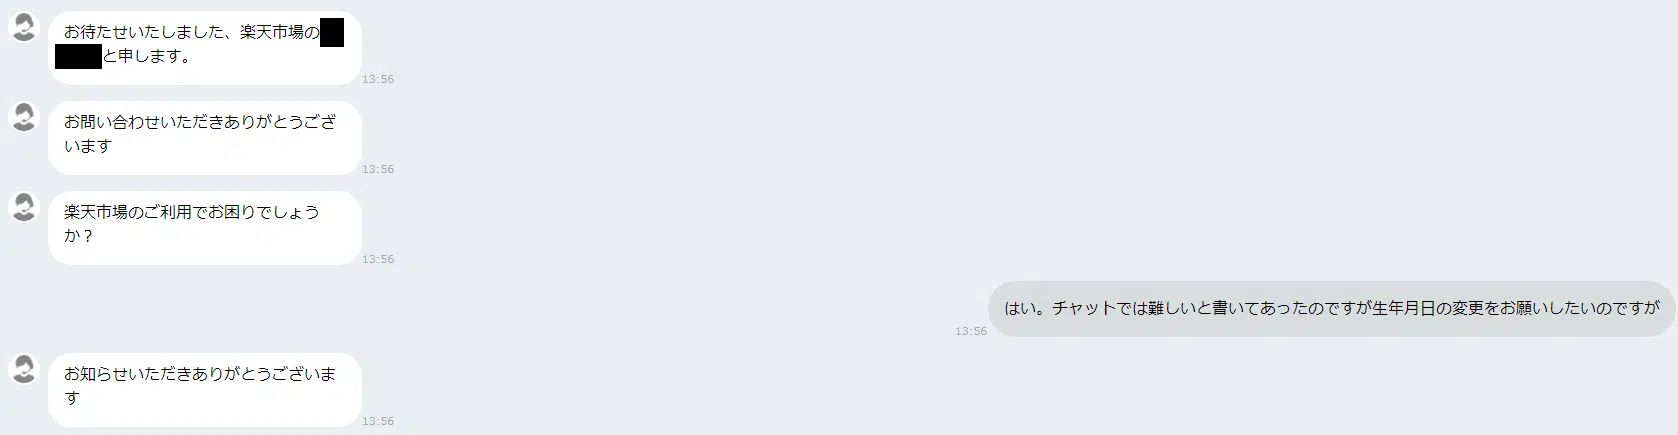 お待たせいたしました、楽天市場の
と申します。
13:56
お問い合わせいただきありがとうござ
います
13:56
楽天市場のご利用でお困りでしょう
か？
13:56
はい。チャットでは難しいと書いてあったのですが生年月日の変更をお願いしたいのですが
13:56
お知らせいただきありがとうございま
す
13:56